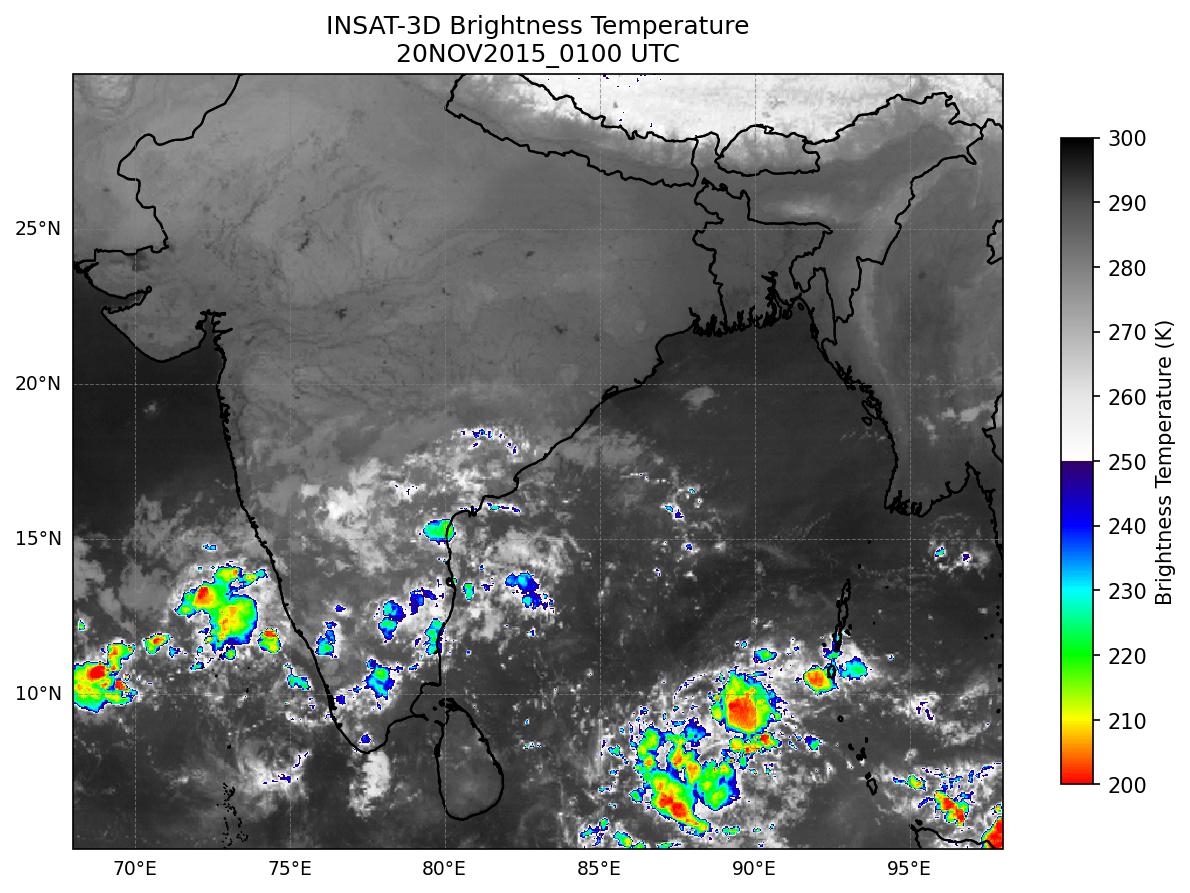 INSAT-3D Brightness Temperature
20NOV2015_0100 UTC
25°N
20°N
15°N
10°N
70°E
75°E
80°E
85°E
90°E
95°E
300
290
280
270
260
250
240
230
220
210
200
Brightness Temperature (K)